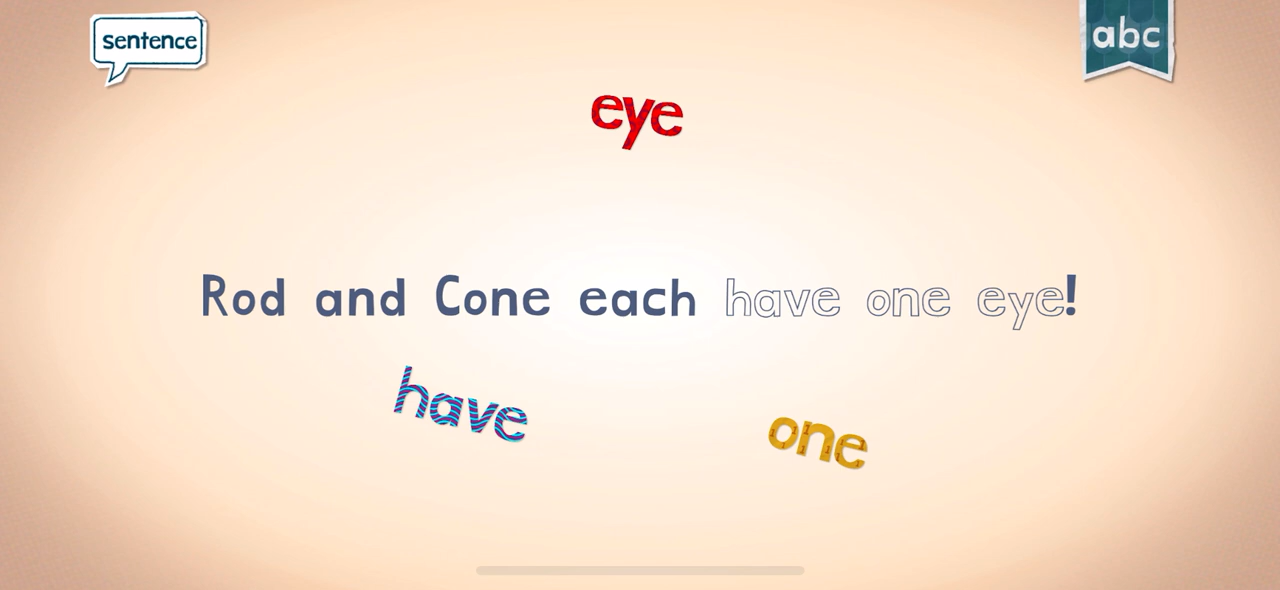 sentence
abc
eye
Rod and Cone each have one eye!
have
one